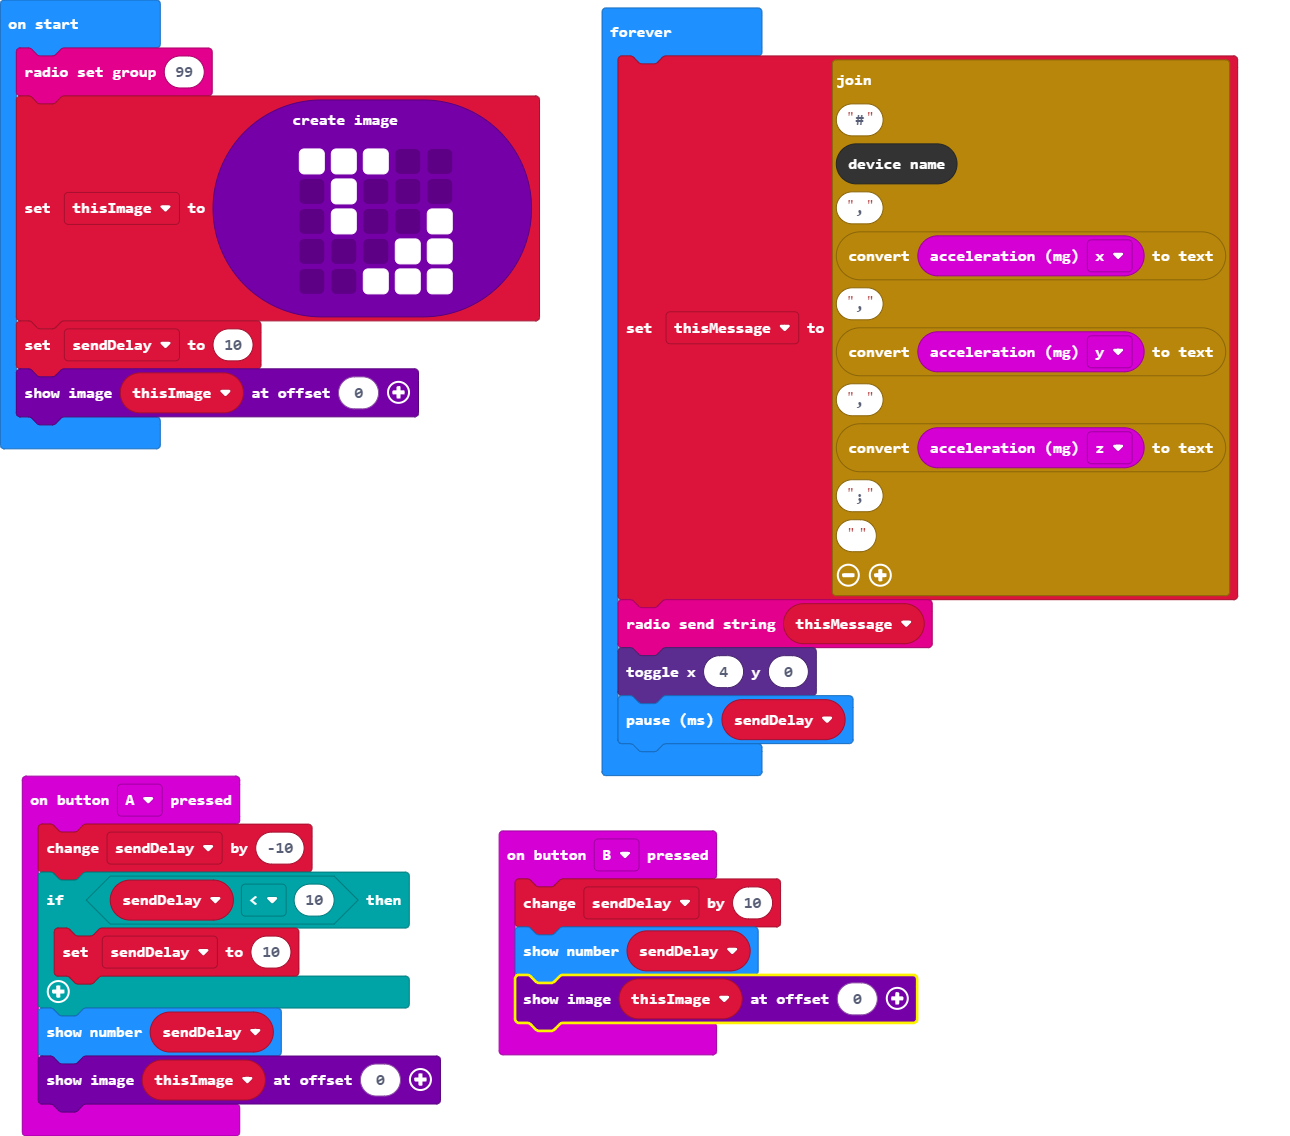 on start
radio set group 99
set thisImage to create image
set sendDelay to 10
show image thisImage at offset 0
forever
set thisMessage to join
"#"
device name
","
convert acceleration (mg) x to text
","
convert acceleration (mg) y to text
","
convert acceleration (mg) z to text
";"
" "
radio send string thisMessage
toggle x 4 y 0
pause (ms) sendDelay
on button A pressed
change sendDelay by -10
if sendDelay < 10 then
set sendDelay to 10
show number sendDelay
show image thisImage at offset 0
on button B pressed
change sendDelay by 10
show number sendDelay
show image thisImage at offset 0